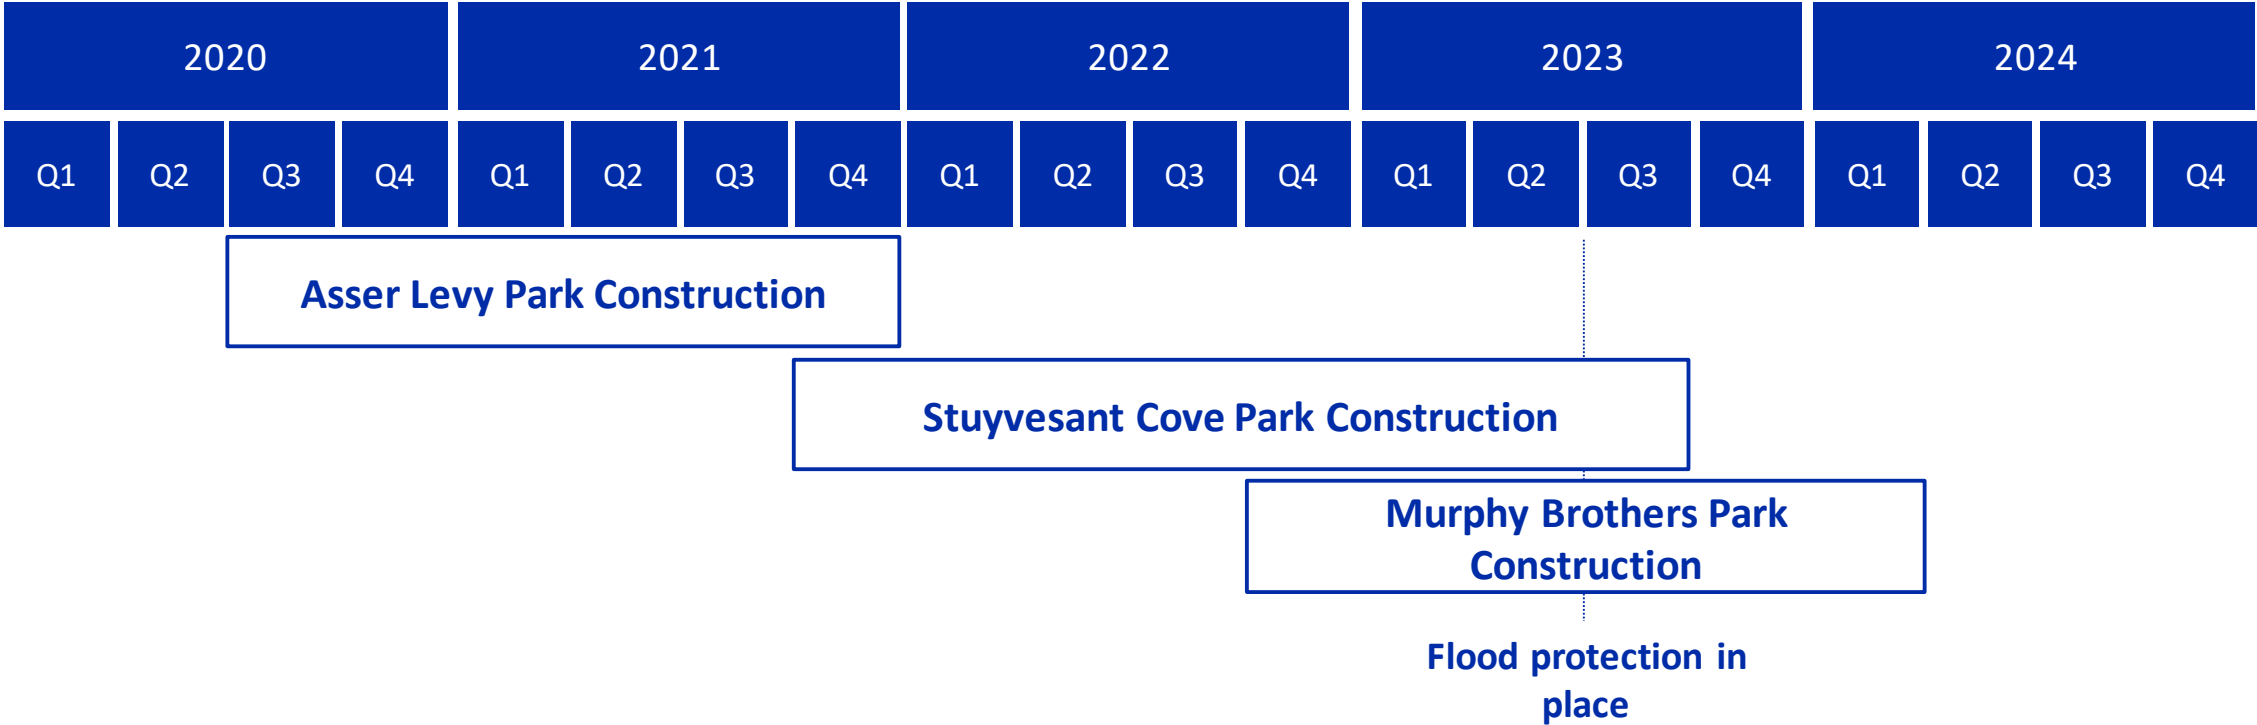 2020 2021 2022 2023 2024
Q1 Q2 Q3 Q4 Q1 Q2 Q3 Q4 Q1 Q2 Q3 Q4 Q1 Q2 Q3 Q4 Q1 Q2 Q3 Q4
Asser Levy Park Construction
Stuyvesant Cove Park Construction
Murphy Brothers Park
Construction
Flood protection in
place